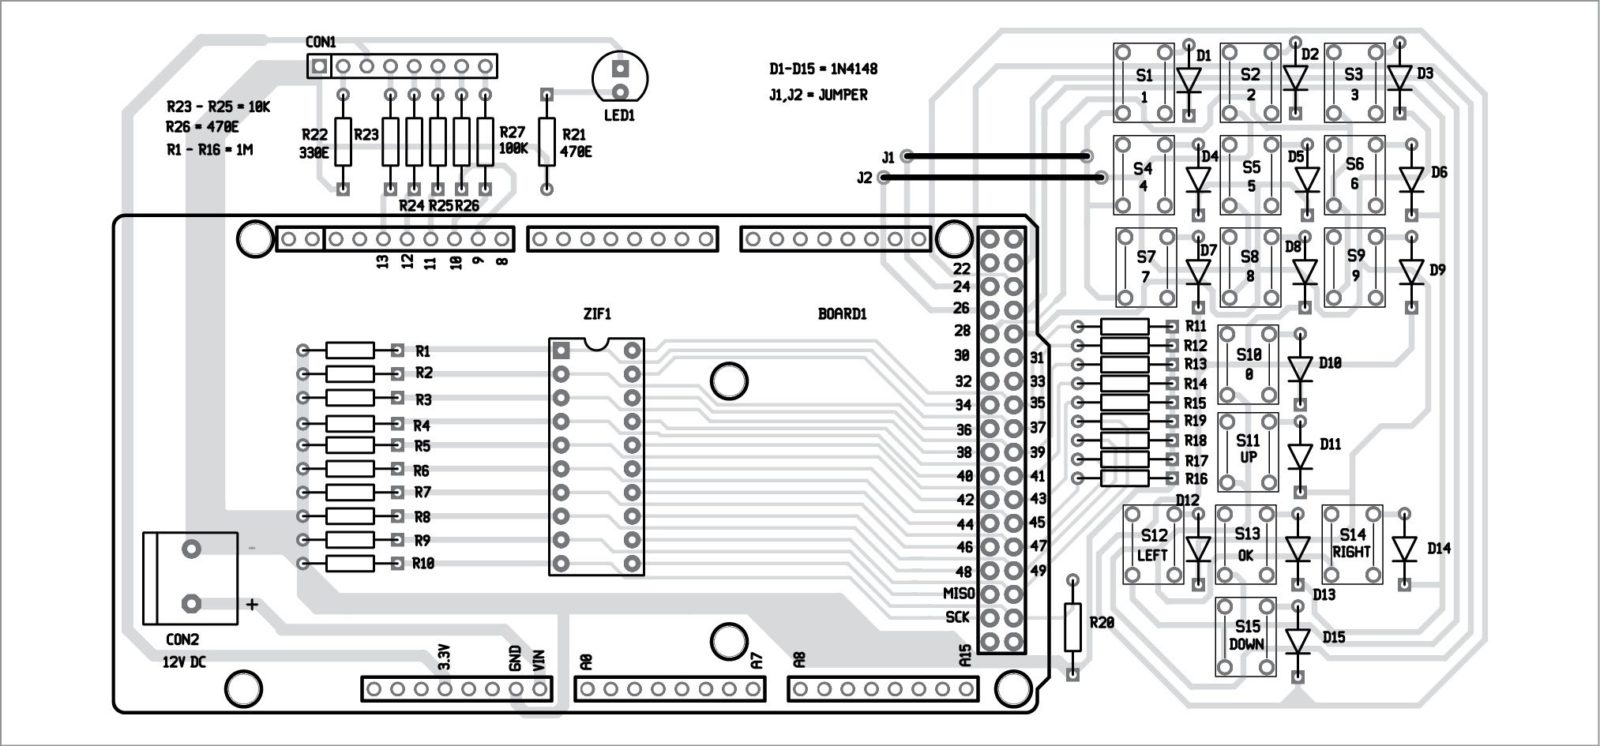 CON1
D1-D15 = 1N4148
J1,J2 = JUMPER
R23 - R25 = 10K
R26 = 470E
R1 - R16 = 1M
R22
330E
R23
R27
100K
R21
470E
LED1
R24 R25 R26
J1
J2
S1
1
D1
S2
2
D2
S3
3
D3
S4
4
D4
S5
5
D5
S6
6
D6
S7
7
D7
S8
8
D8
S9
9
D9
13
12
11
10
9
8
ZIF1
BOARD1
22
24
26
28
30
32
34
36
38
40
42
44
46
48
MISO
SCK
31
33
35
37
39
41
43
45
47
49
R1
R2
R3
R4
R5
R6
R7
R8
R9
R10
R11
R12
R13
R14
R15
R19
R18
R17
R16
S10
0
D10
S11
UP
D11
D12
S12
LEFT
S13
OK
D13
S14
RIGHT
D14
S15
DOWN
D15
R20
-
+
CON2
12V DC
3.3V
GND
VIN
A0
A7
A8
A15